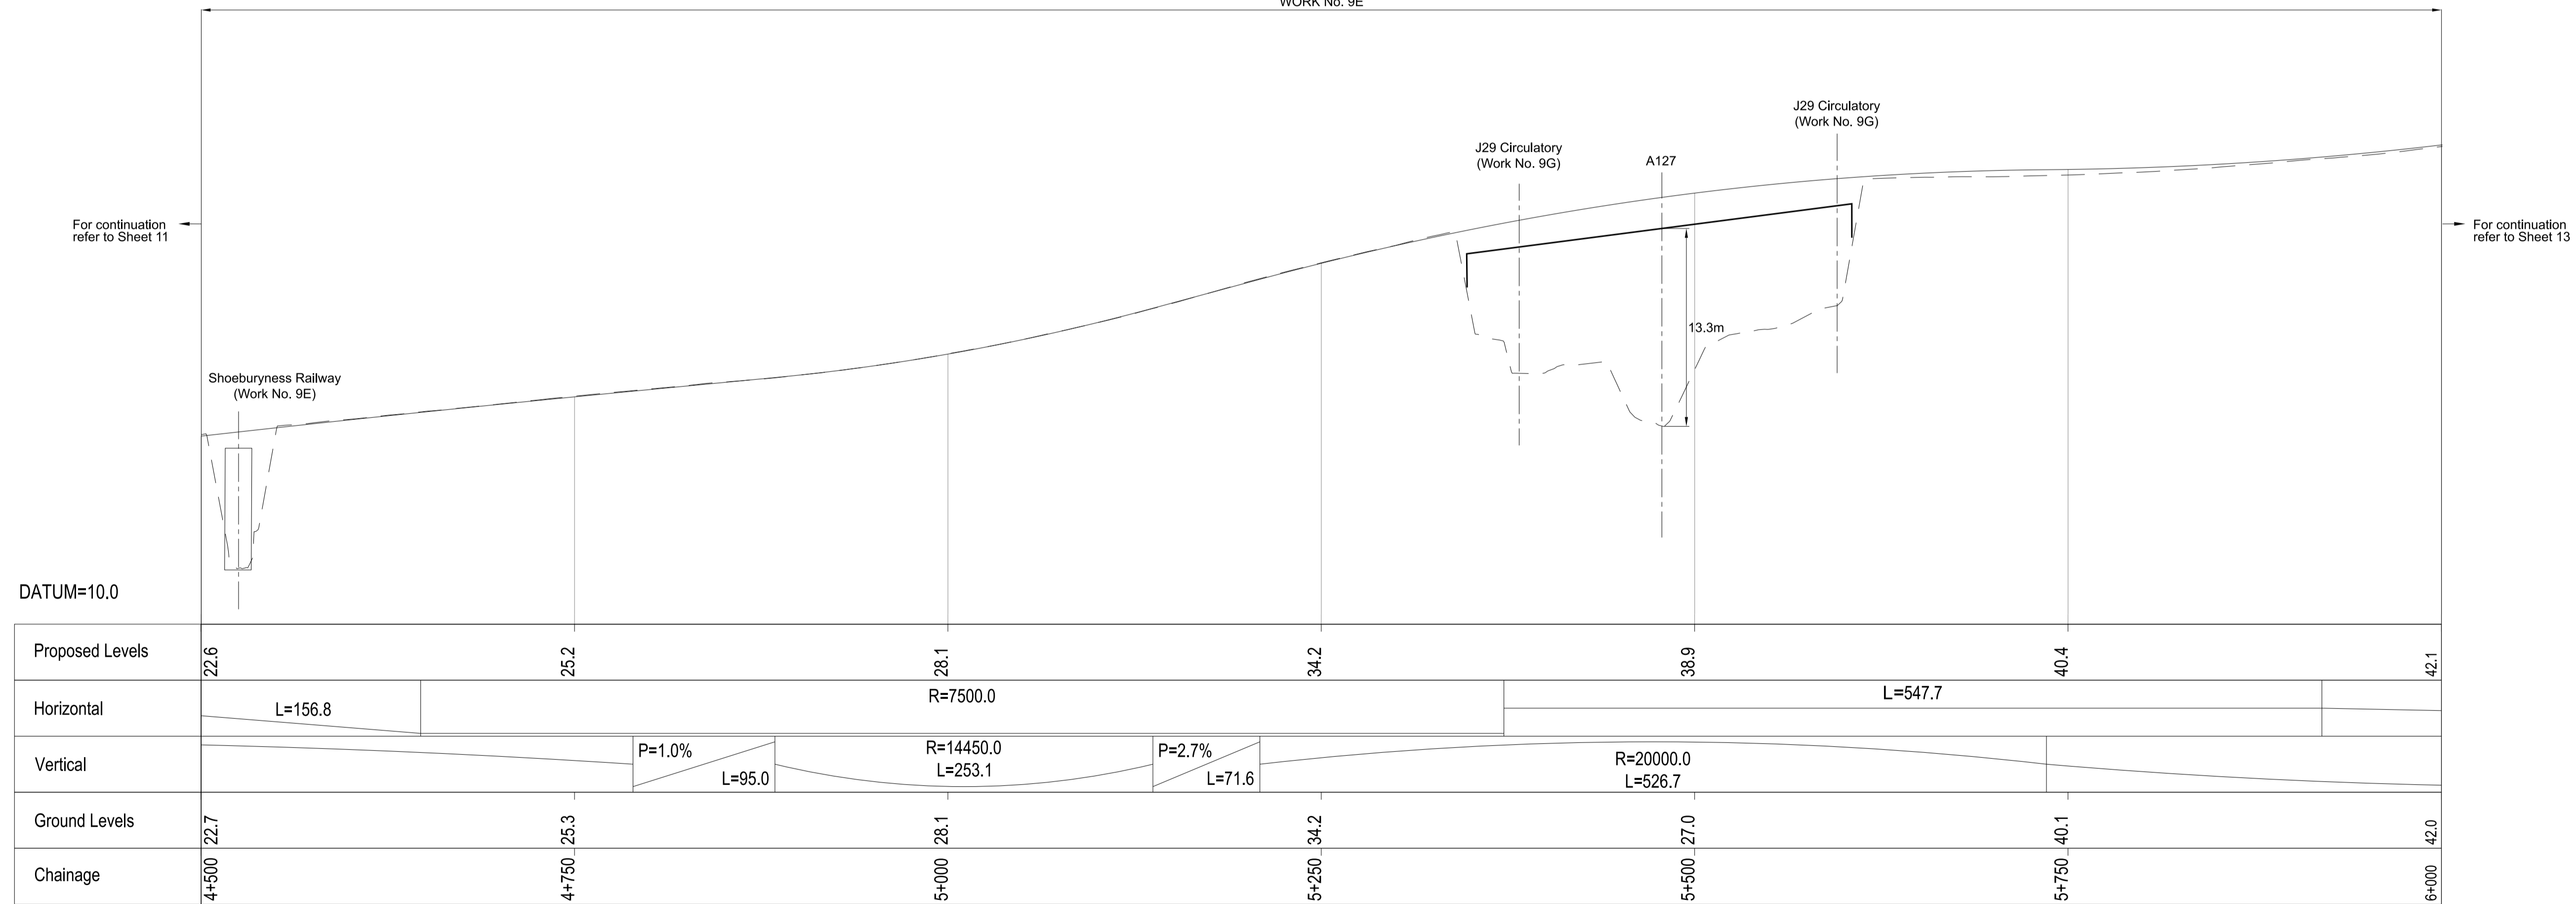 WORK No. 9E
J29 Circulatory
(Work No. 9G)
J29 Circulatory
(Work No. 9G)
A127
For continuation
refer to Sheet 11
For continuation
refer to Sheet 13
13.3m
Shoeburyness Railway
(Work No. 9E)
DATUM=10.0
Proposed Levels 22.6 25.2 28.1 34.2 38.9 40.4 42.1
Horizontal L=156.8 R=7500.0 L=547.7
Vertical P=1.0% L=95.0 R=14450.0 L=253.1 P=2.7% L=71.6 R=20000.0 L=526.7
Ground Levels 22.7 25.3 28.1 34.2 27.0 40.1 42.0
Chainage 4+500 4+750 5+000 5+250 5+500 5+750 6+000